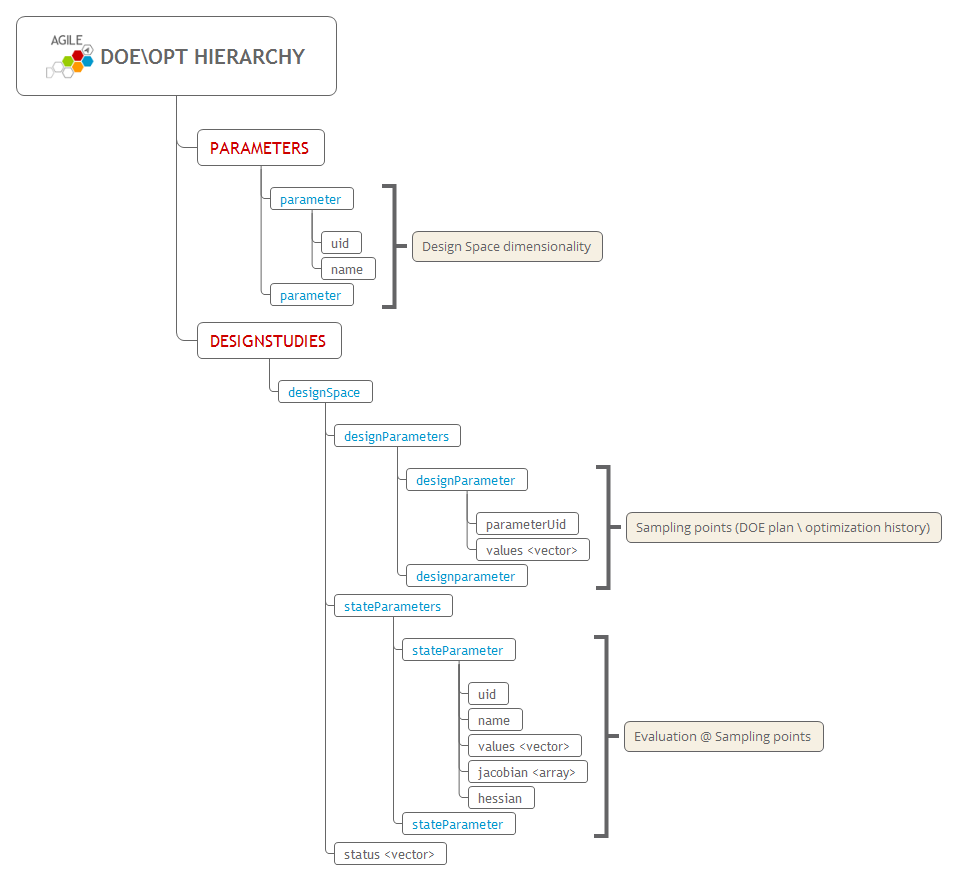 AGILE
DOE\OPT HIERARCHY
PARAMETERS
parameter
uid
name
parameter
Design Space dimensionality
DESIGNSTUDIES
designSpace
designParameters
designParameter
parameterUid
values <vector>
designparameter
Sampling points (DOE plan \ optimization history)
stateParameters
stateParameter
uid
name
values <vector>
jacobian <array>
hessian
stateParameter
Evaluation @ Sampling points
status <vector>